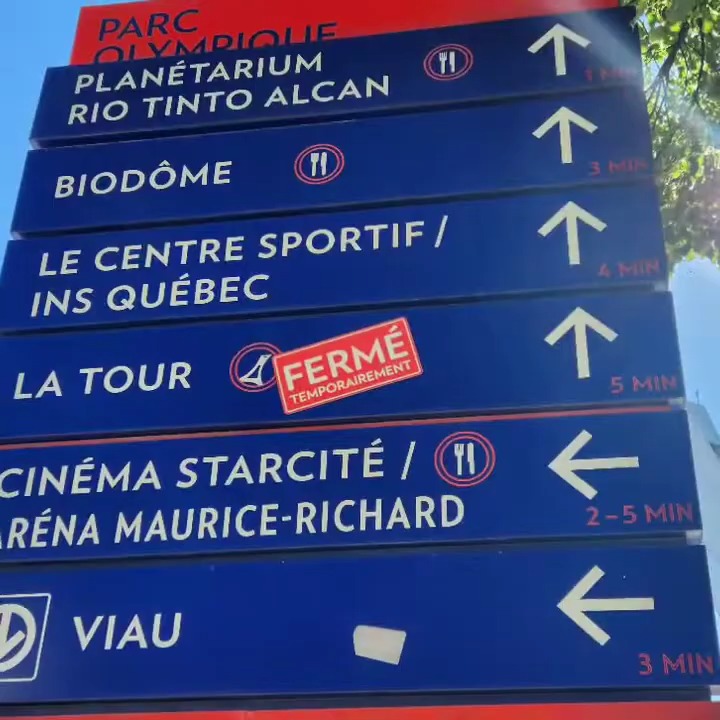 PARC
OLYMPIQUE
PLANÉTARIUM
RIO TINTO ALCAN
1 MIN
BIODÔME
3 MIN
LE CENTRE SPORTIF /
INS QUÉBEC
4 MIN
LA TOUR
FERMÉ
TEMPORAIREMENT
5 MIN
CINÉMA STARCITÉ /
ARÉNA MAURICE-RICHARD
2-5 MIN
VIAU
3 MIN